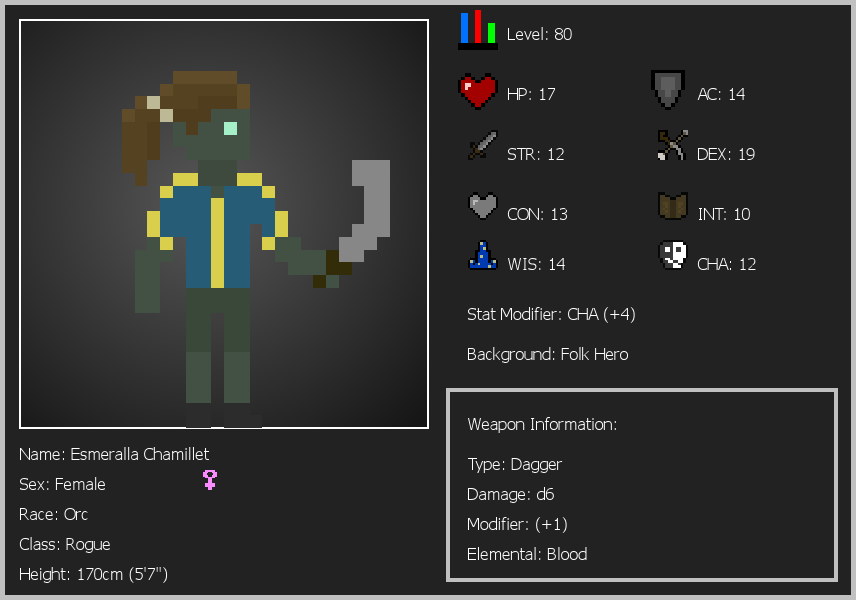 Level: 80
HP: 17
AC: 14
STR: 12
DEX: 19
CON: 13
INT: 10
WIS: 14
CHA: 12
Stat Modifier: CHA (+4)
Background: Folk Hero
Weapon Information:
Type: Dagger
Damage: d6
Modifier: (+1)
Elemental: Blood
Name: Esmeralla Chamillet
Sex: Female
Race: Orc
Class: Rogue
Height: 170cm (5'7")